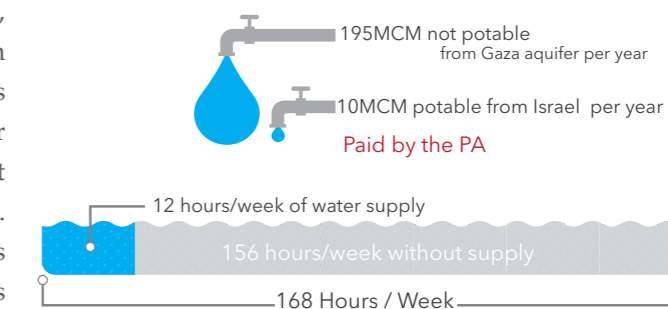 195MCM not potable
from Gaza aquifer per year
10MCM potable from Israel per year
Paid by the PA
12 hours/week of water supply
156 hours/week without supply
168 Hours / Week